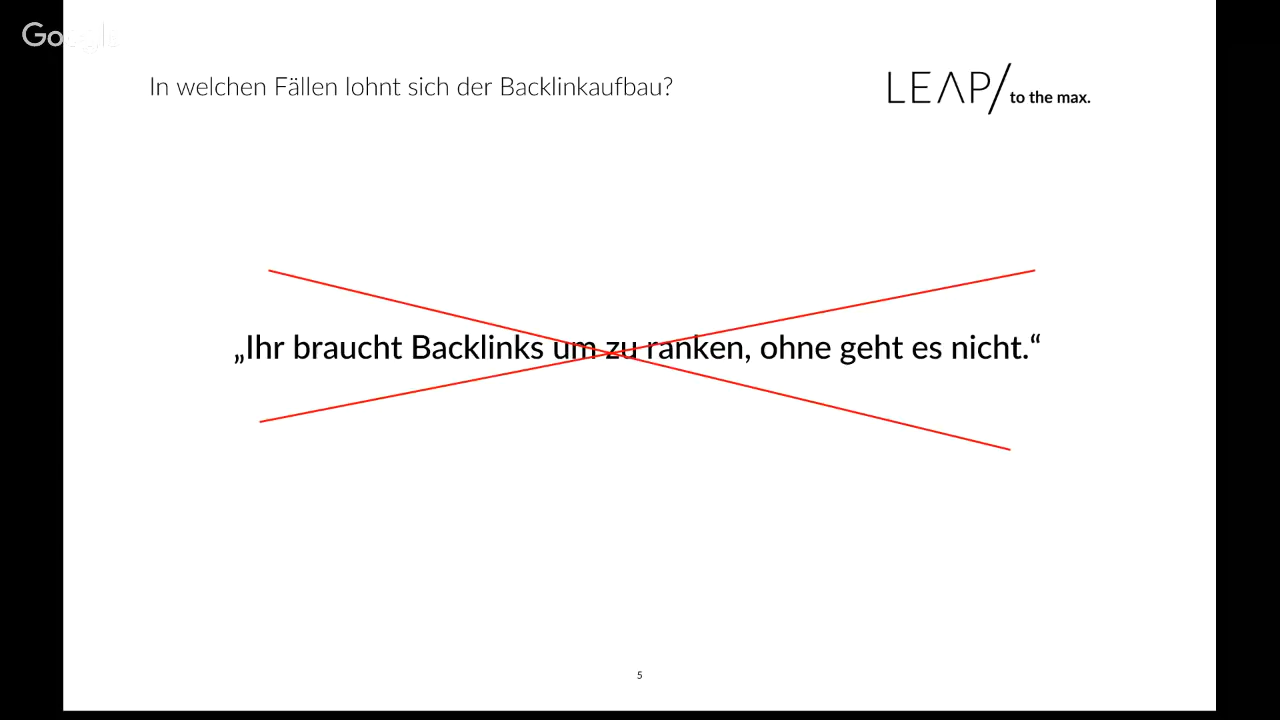 Google
In welchen Fällen lohnt sich der Backlinkaufbau?
LEAP/ to the max.
„Ihr braucht Backlinks um zu ranken, ohne geht es nicht.“
5